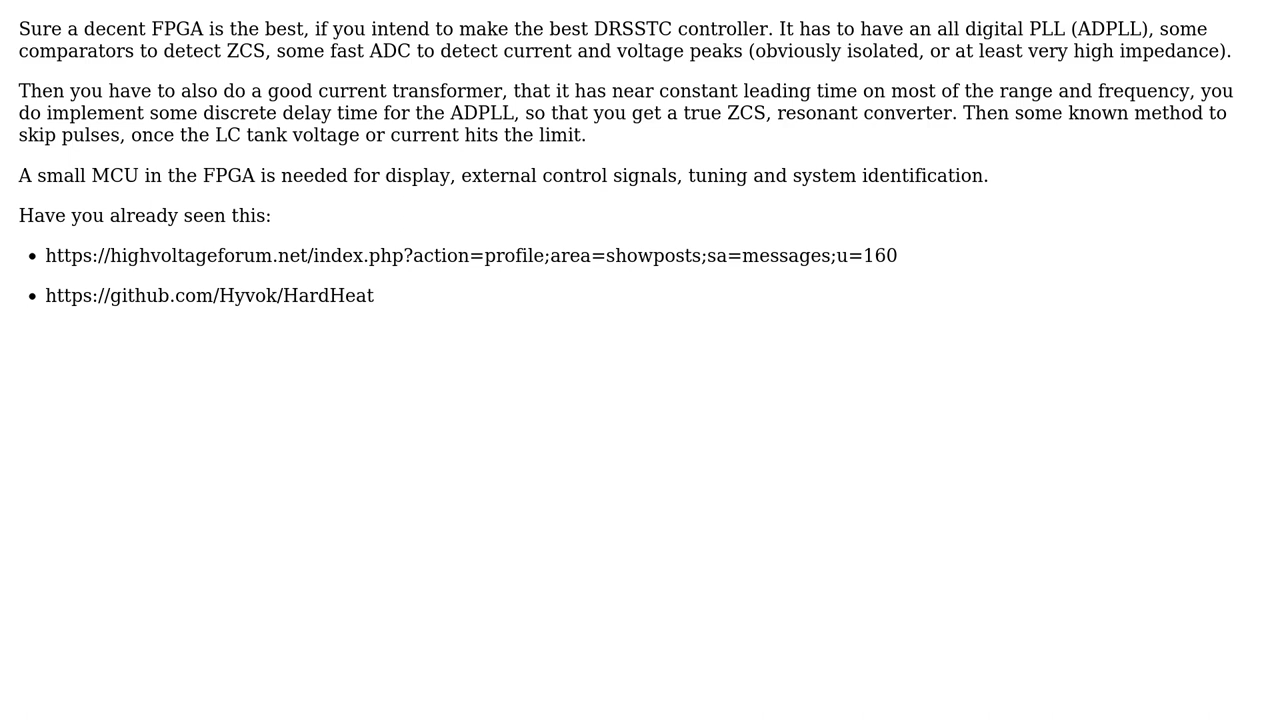 Sure a decent FPGA is the best, if you intend to make the best DRSSTC controller. It has to have an all digital PLL (ADPLL), some
comparators to detect ZCS, some fast ADC to detect current and voltage peaks (obviously isolated, or at least very high impedance).
Then you have to also do a good current transformer, that it has near constant leading time on most of the range and frequency, you
do implement some discrete delay time for the ADPLL, so that you get a true ZCS, resonant converter. Then some known method to
skip pulses, once the LC tank voltage or current hits the limit.
A small MCU in the FPGA is needed for display, external control signals, tuning and system identification.
Have you already seen this:
• https://highvoltageforum.net/index.php?action=profile;area=showposts;sa=messages;u=160
• https://github.com/Hyvok/HardHeat